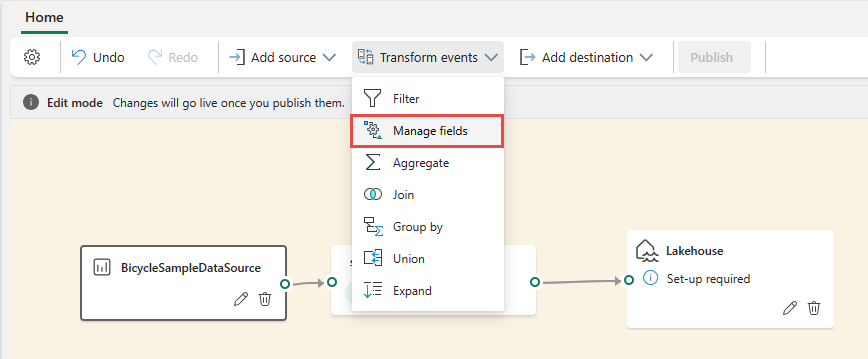 Home
Undo Redo Add source Transform events Add destination Publish
Edit mode Changes will go live once you publish them.
Filter
Manage fields
Aggregate
Join
Group by
Union
Expand
BicycleSampleDataSource
Lakehouse
Set-up required